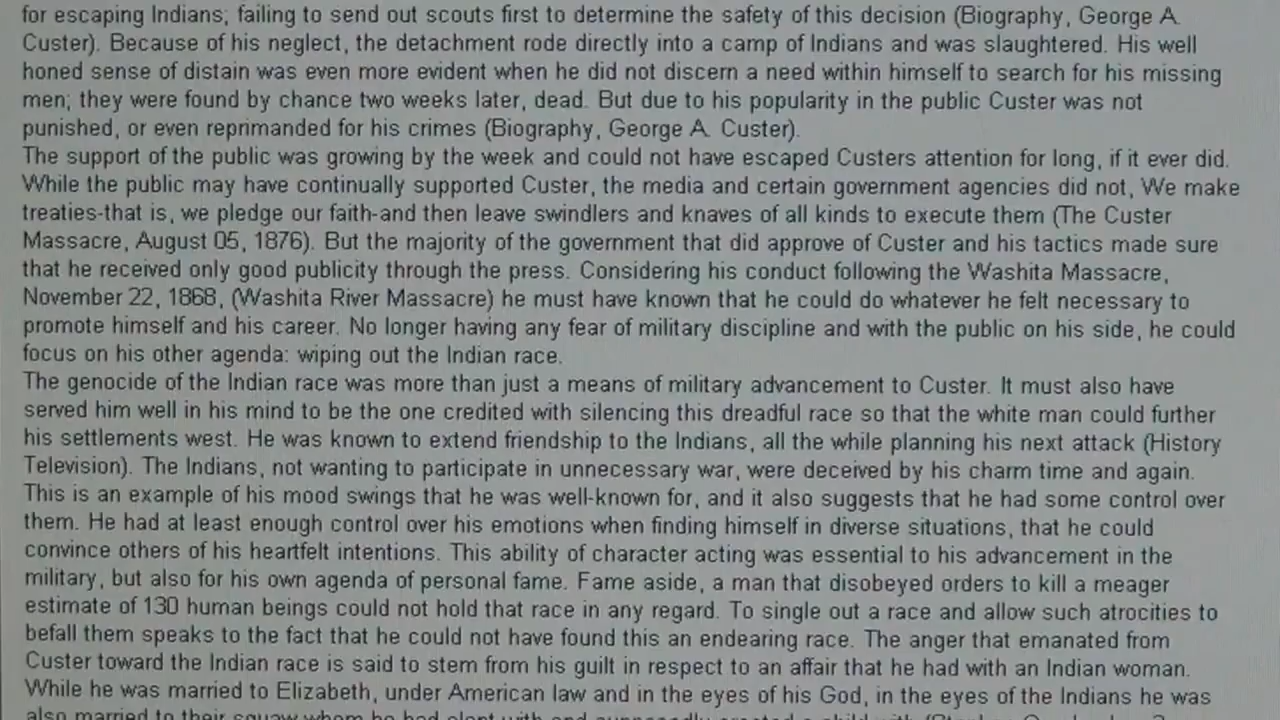 for escaping Indians; failing to send out scouts first to determine the safety of this decision (Biography, George A.
Custer). Because of his neglect, the detachment rode directly into a camp of Indians and was slaughtered. His well
honed sense of distain was even more evident when he did not discern a need within himself to search for his missing
men; they were found by chance two weeks later, dead. But due to his popularity in the public Custer was not
punished, or even reprimanded for his crimes (Biography, George A. Custer).
The support of the public was growing by the week and could not have escaped Custers attention for long, if it ever did.
While the public may have continually supported Custer, the media and certain government agencies did not, We make
treaties-that is, we pledge our faith-and then leave swindlers and knaves of all kinds to execute them (The Custer
Massacre, August 05, 1876). But the majority of the government that did approve of Custer and his tactics made sure
that he received only good publicity through the press. Considering his conduct following the Washita Massacre,
November 22, 1868, (Washita River Massacre) he must have known that he could do whatever he felt necessary to
promote himself and his career. No longer having any fear of military discipline and with the public on his side, he could
focus on his other agenda: wiping out the Indian race.
The genocide of the Indian race was more than just a means of military advancement to Custer. It must also have
served him well in his mind to be the one credited with silencing this dreadful race so that the white man could further
his settlements west. He was known to extend friendship to the Indians, all the while planning his next attack (History
Television). The Indians, not wanting to participate in unnecessary war, were deceived by his charm time and again.
This is an example of his mood swings that he was well-known for, and it also suggests that he had some control over
them. He had at least enough control over his emotions when finding himself in diverse situations, that he could
convince others of his heartfelt intentions. This ability of character acting was essential to his advancement in the
military, but also for his own agenda of personal fame. Fame aside, a man that disobeyed orders to kill a meager
estimate of 130 human beings could not hold that race in any regard. To single out a race and allow such atrocities to
befall them speaks to the fact that he could not have found this an endearing race. The anger that emanated from
Custer toward the Indian race is said to stem from his guilt in respect to an affair that he had with an Indian woman.
While he was married to Elizabeth, under American law and in the eyes of his God, in the eyes of the Indians he was
also married to their squaw whom he had slept with and supposedly created a child with